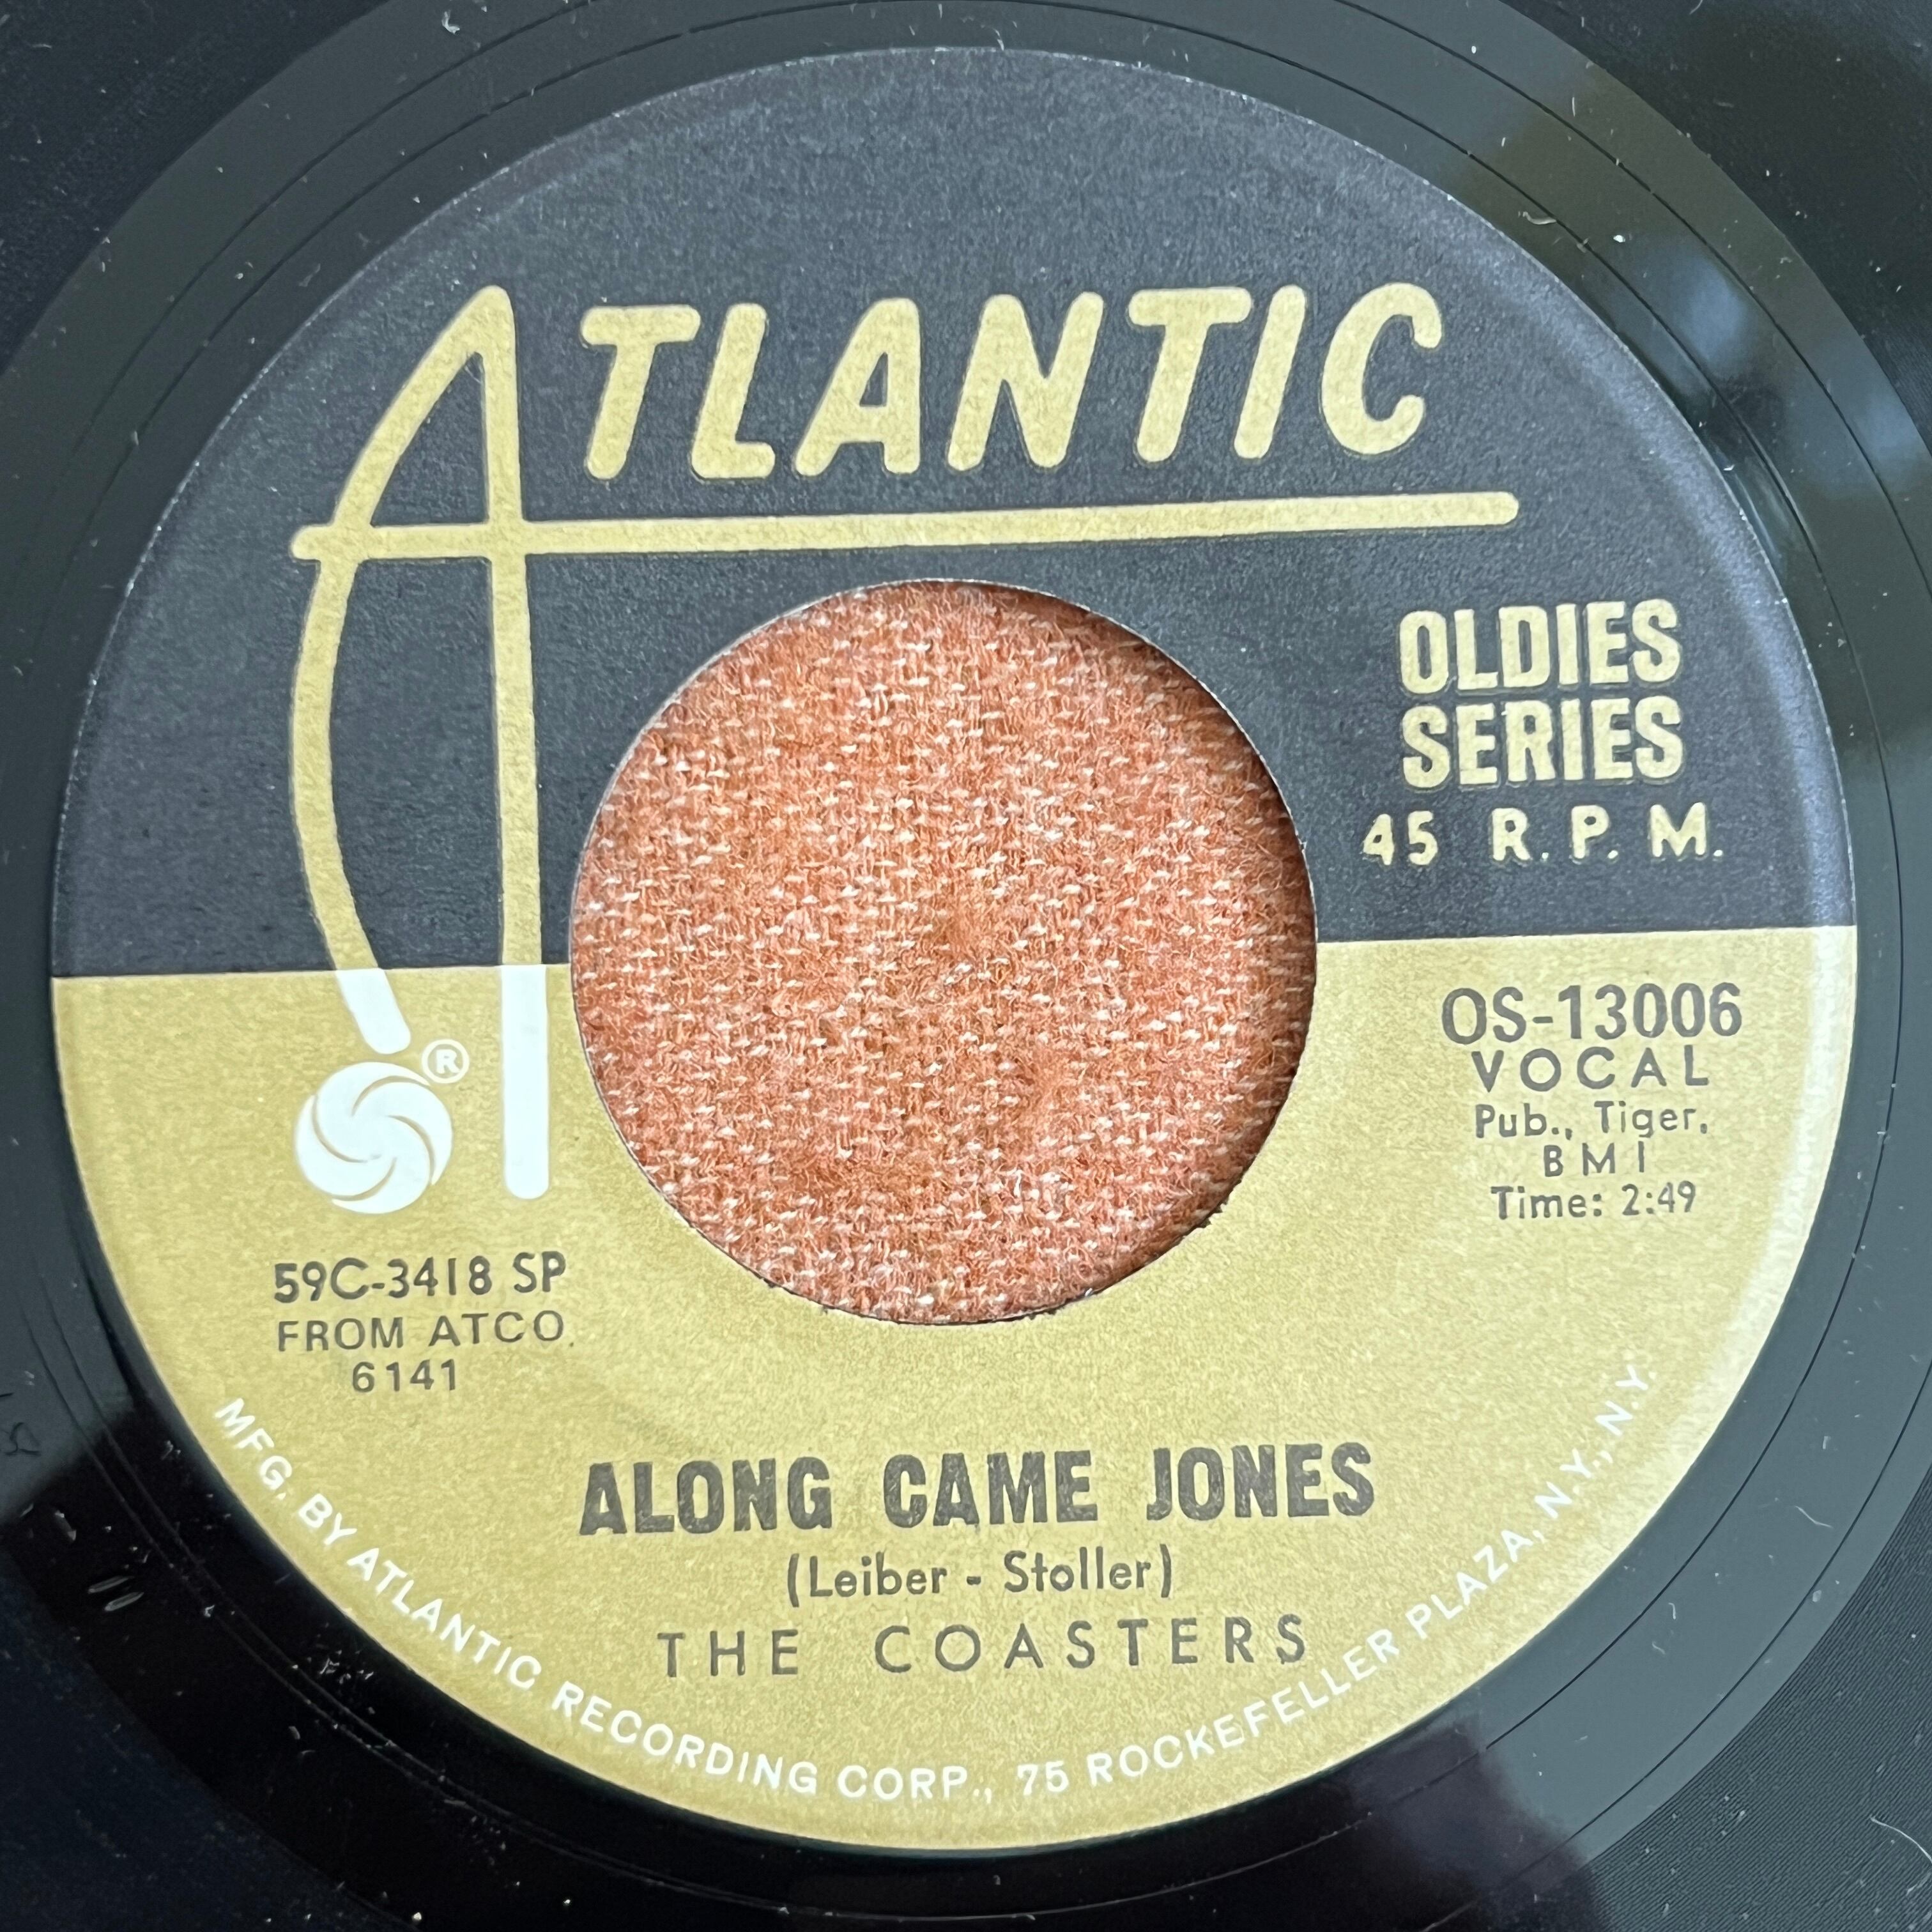 ATLANTIC
OLDIES
SERIES
45 R.P.M.
OS-13006
VOCAL
Pub., Tiger,
BMI
Time: 2:49
®
59C-3418 SP
FROM ATCO
6141
ALONG CAME JONES
(Leiber - Stoller)
THE COASTERS
MFG. BY ATLANTIC RECORDING CORP., 75 ROCKEFELLER PLAZA, N.Y., N.Y.